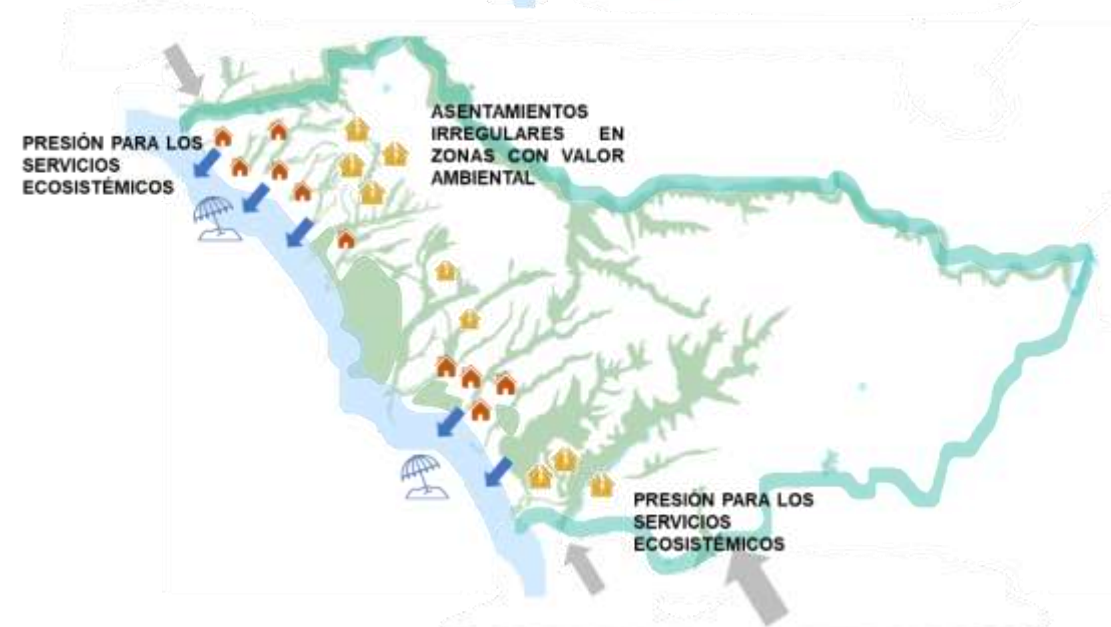 PRESIÓN PARA LOS
SERVICIOS
ECOSISTÉMICOS
ASENTAMIENTOS
IRREGULARES EN
ZONAS CON VALOR
AMBIENTAL
PRESIÓN PARA LOS
SERVICIOS
ECOSISTÉMICOS